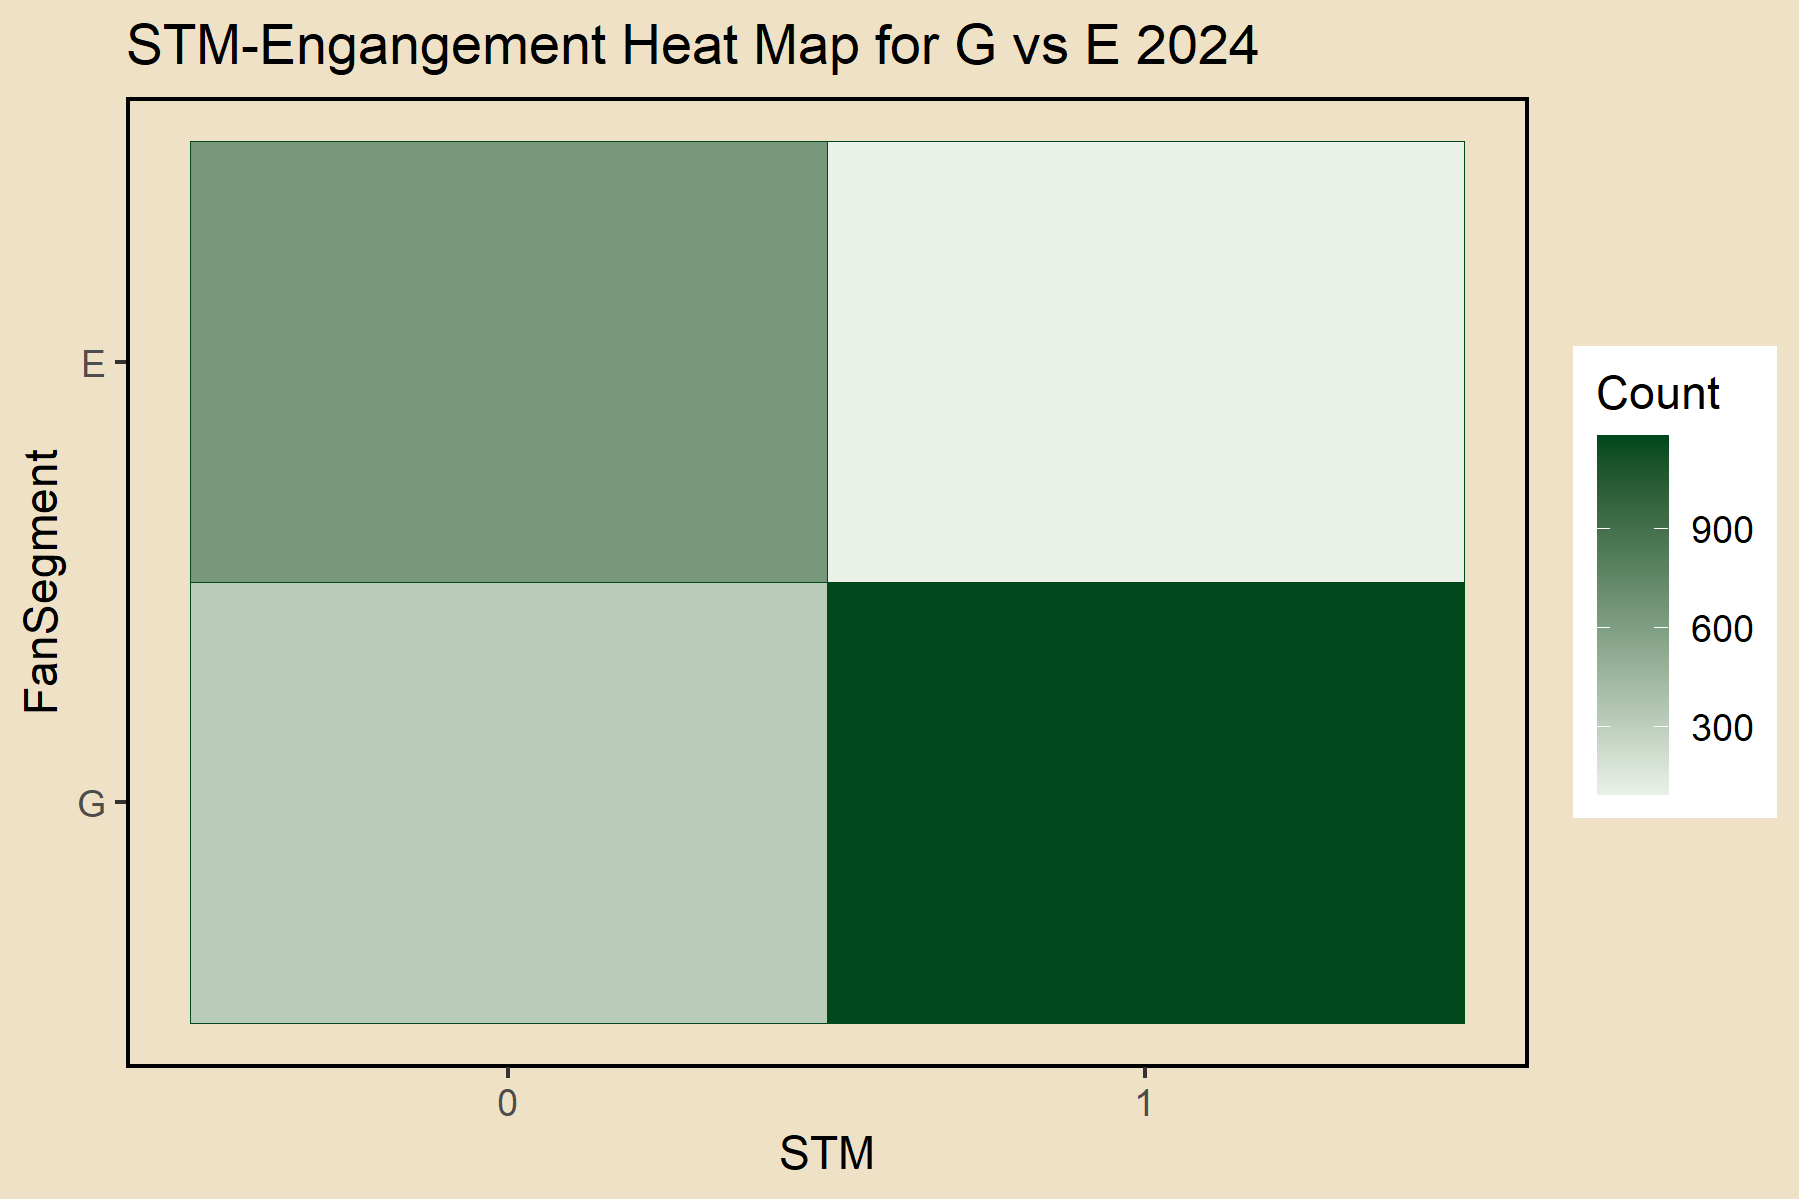 STM-Engangement Heat Map for G vs E 2024
FanSegment
E
G
0
1
STM
Count
900
600
300